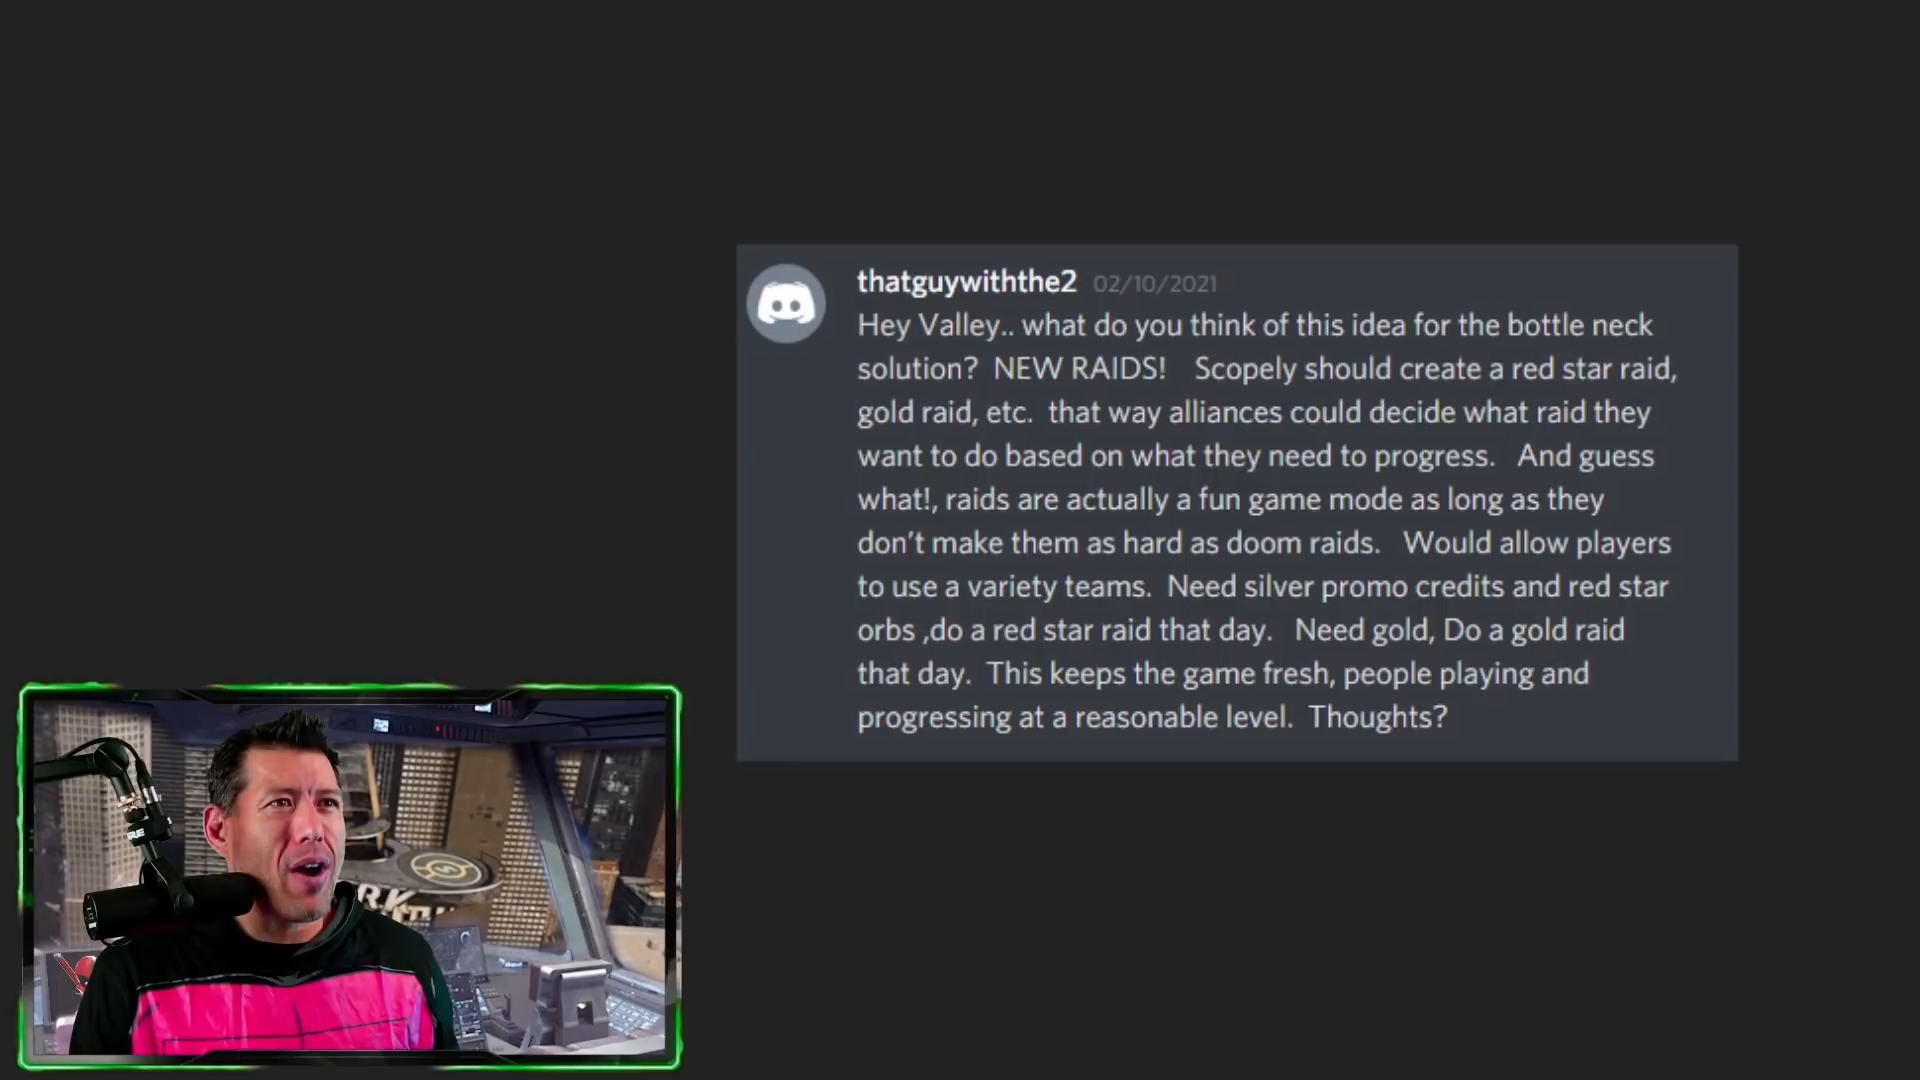 thatguywiththe2 02/10/2021
Hey Valley.. what do you think of this idea for the bottle neck
solution? NEW RAIDS! Scopely should create a red star raid,
gold raid, etc. that way alliances could decide what raid they
want to do based on what they need to progress. And guess
what!, raids are actually a fun game mode as long as they
don't make them as hard as doom raids. Would allow players
to use a variety teams. Need silver promo credits and red star
orbs ,do a red star raid that day. Need gold, Do a gold raid
that day. This keeps the game fresh, people playing and
progressing at a reasonable level. Thoughts?